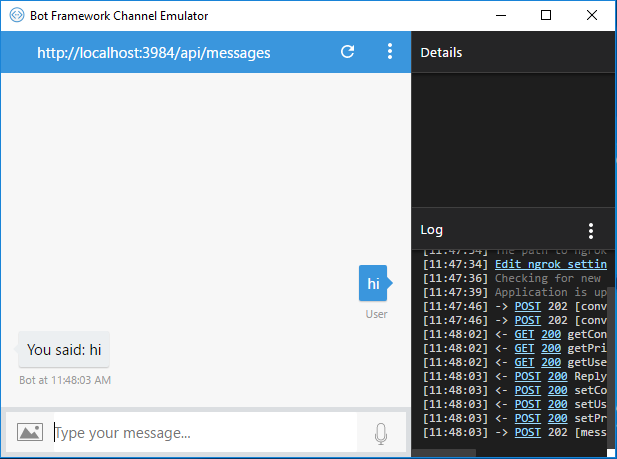 Bot Framework Channel Emulator
http://localhost:3984/api/messages
hi
User
You said: hi
Bot at 11:48:03 AM
Type your message...
Details
Log
[11:47:34] The path to ngrok
[11:47:34] Edit ngrok settin
[11:47:36] Checking for new
[11:47:39] Application is up
[11:47:46] -> POST 202 [conv
[11:47:46] -> POST 202 [conv
[11:48:02] <- GET 200 getCon
[11:48:02] <- GET 200 getPri
[11:48:02] <- GET 200 getUse
[11:48:03] <- POST 200 Reply
[11:48:03] <- POST 200 setCo
[11:48:03] <- POST 200 setUs
[11:48:03] <- POST 200 setPr
[11:48:03] -> POST 202 [mess